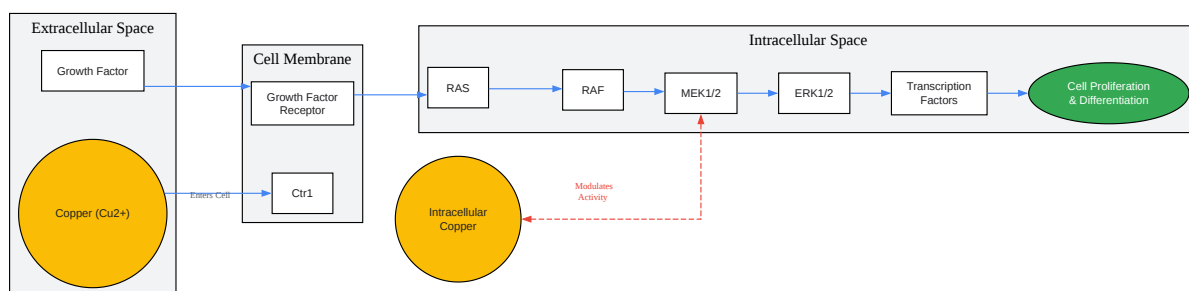 Extracellular Space
Growth Factor
Copper (Cu2+)
Enters Cell
Cell Membrane
Growth Factor
Receptor
Ctr1
Intracellular Space
RAS
RAF
MEK1/2
ERK1/2
Transcription
Factors
Cell Proliferation
& Differentiation
Intracellular
Copper
Modulates
Activity